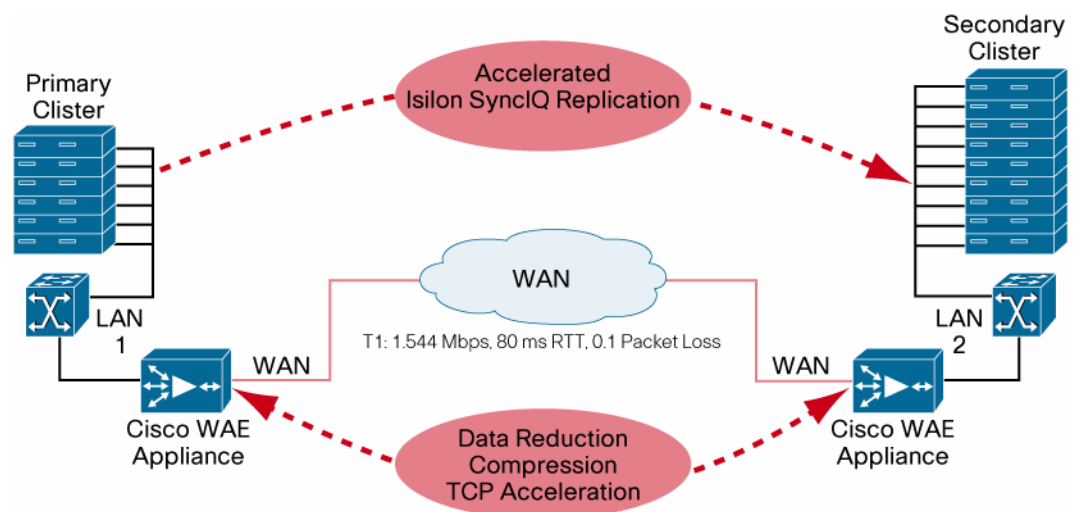 Secondary
Clister
Primary
Clister
Accelerated
Isilon SyncIQ Replication
WAN
T1: 1.544 Mbps, 80 ms RTT, 0.1 Packet Loss
LAN
1
LAN
2
WAN
WAN
Cisco WAE
Appliance
Data Reduction
Compression
TCP Acceleration
Cisco WAE
Appliance